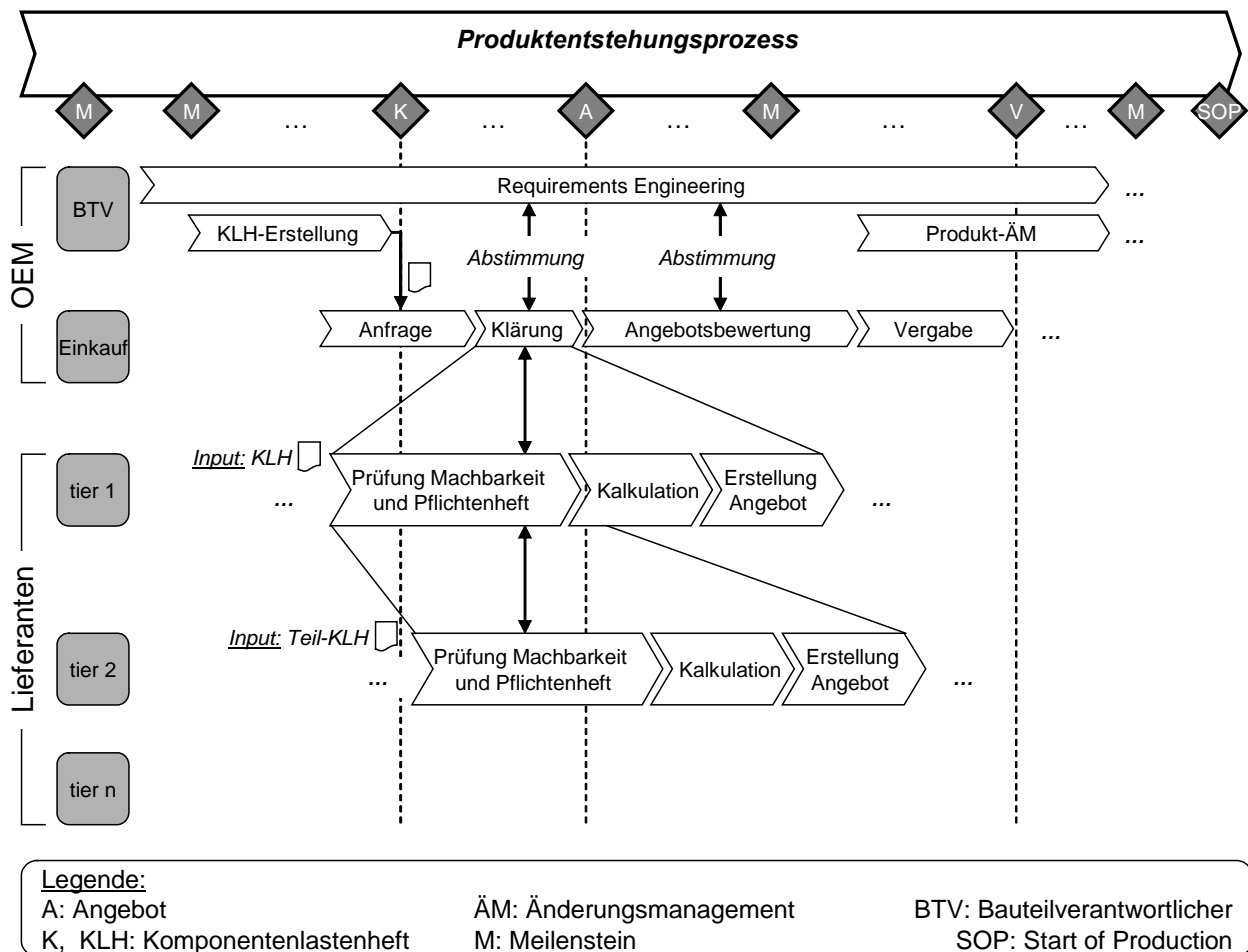 Produktentstehungsprozess
M M ... K ... A ... M ... V ... M SOP
OEM
BTV
Requirements Engineering
...
KLH-Erstellung
Produkt-ÄM
...
Abstimmung
Abstimmung
Einkauf
Anfrage
Klärung
Angebotsbewertung
Vergabe
...
Lieferanten
Input: KLH
tier 1
...
Prüfung Machbarkeit
und Pflichtenheft
Kalkulation
Erstellung
Angebot
...
Input: Teil-KLH
tier 2
...
Prüfung Machbarkeit
und Pflichtenheft
Kalkulation
Erstellung
Angebot
...
tier n
Legende:
A: Angebot
ÄM: Änderungsmanagement
BTV: Bauteilverantwortlicher
K, KLH: Komponentenlastenheft
M: Meilenstein
SOP: Start of Production